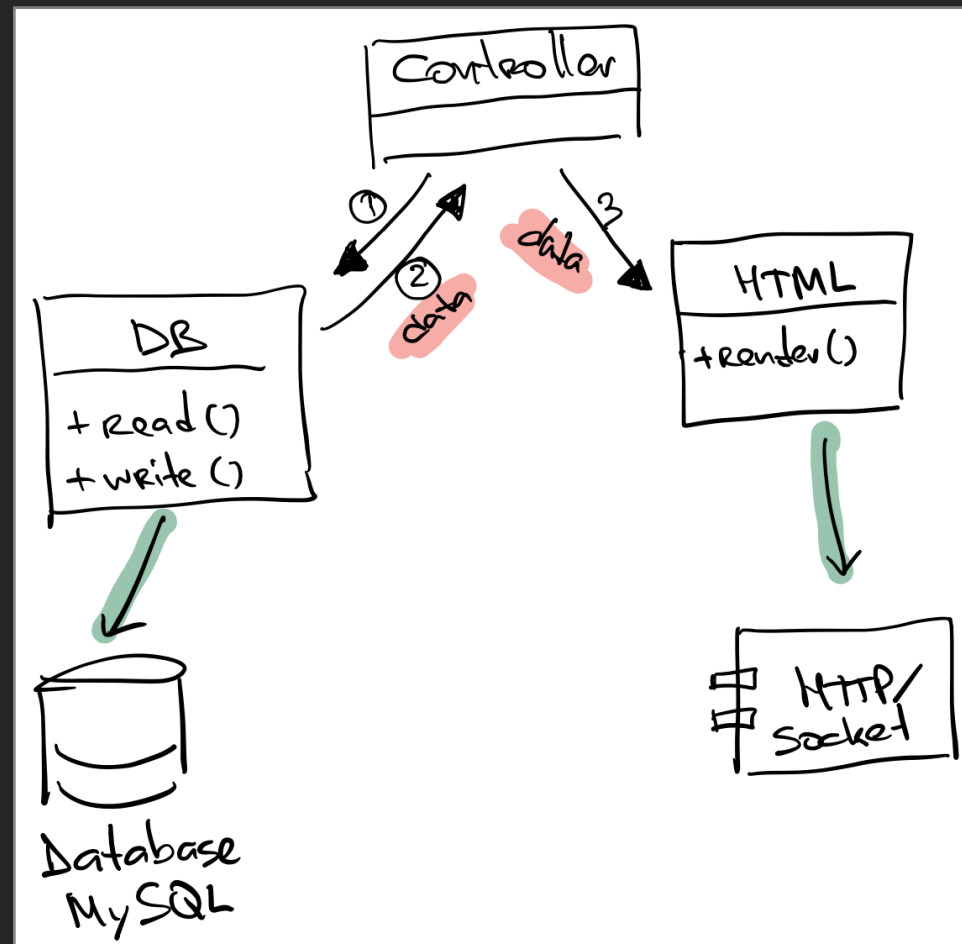 Controller
1
2
data
data
3
DB
+ Read ()
+ write ()
HTML
+ Render ()
Database
MySQL
HTTP/
Socket